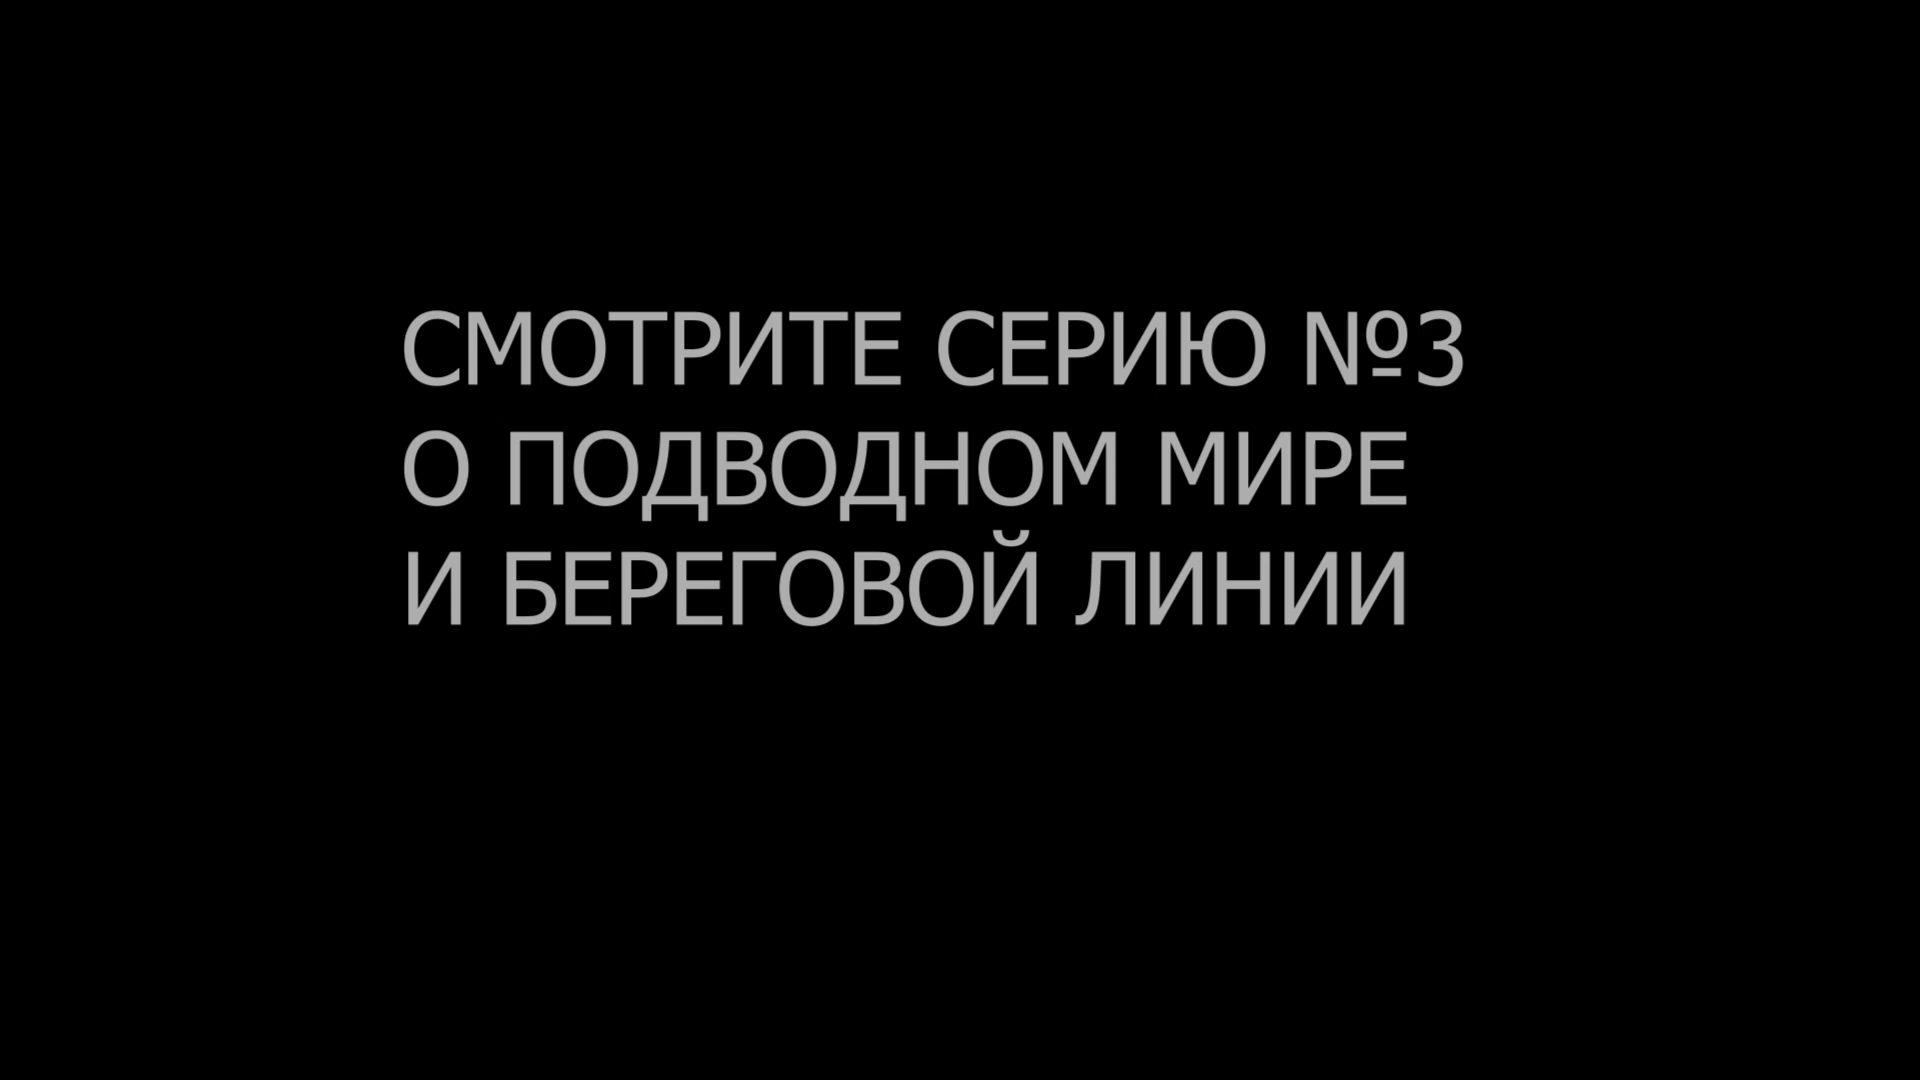 СМОТРИТЕ СЕРИЮ №3
О ПОДВОДНОМ МИРЕ
И БЕРЕГОВОЙ ЛИНИИ